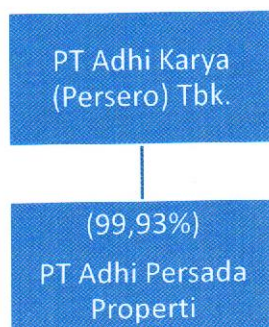 PT Adhi Karya
(Persero) Tbk.
(99,93%)
PT Adhi Persada
Properti